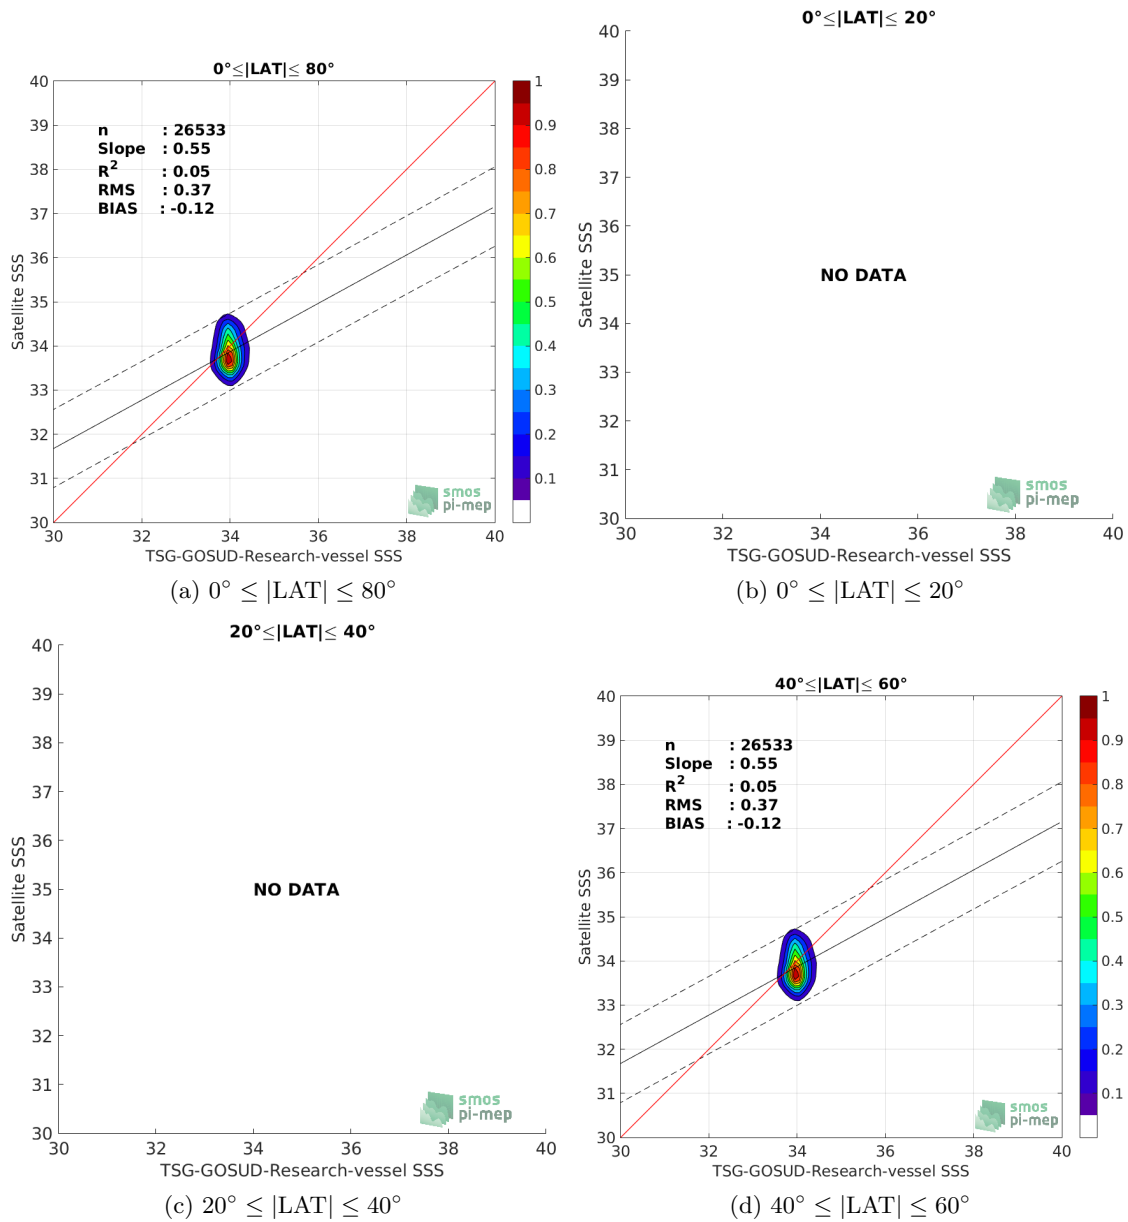 0°≤|LAT|≤ 80°
40
39
38
37
36
35
34
33
32
31
30
Satellite SSS
n : 26533
Slope : 0.55
R2 : 0.05
RMS : 0.37
BIAS : -0.12
smos
pi-mep
30 32 34 36 38 40
TSG-GOSUD-Research-vessel SSS
1
0.9
0.8
0.7
0.6
0.5
0.4
0.3
0.2
0.1
(a) 0° ≤ |LAT| ≤ 80°
0°≤|LAT|≤ 20°
40
39
38
37
36
35
34
33
32
31
30
Satellite SSS
NO DATA
smos
pi-mep
30 32 34 36 38 40
TSG-GOSUD-Research-vessel SSS
(b) 0° ≤ |LAT| ≤ 20°
20°≤|LAT|≤ 40°
40
39
38
37
36
35
34
33
32
31
30
Satellite SSS
NO DATA
smos
pi-mep
30 32 34 36 38 40
TSG-GOSUD-Research-vessel SSS
(c) 20° ≤ |LAT| ≤ 40°
40°≤|LAT|≤ 60°
40
39
38
37
36
35
34
33
32
31
30
Satellite SSS
n : 26533
Slope : 0.55
R2 : 0.05
RMS : 0.37
BIAS : -0.12
smos
pi-mep
30 32 34 36 38 40
TSG-GOSUD-Research-vessel SSS
1
0.9
0.8
0.7
0.6
0.5
0.4
0.3
0.2
0.1
(d) 40° ≤ |LAT| ≤ 60°